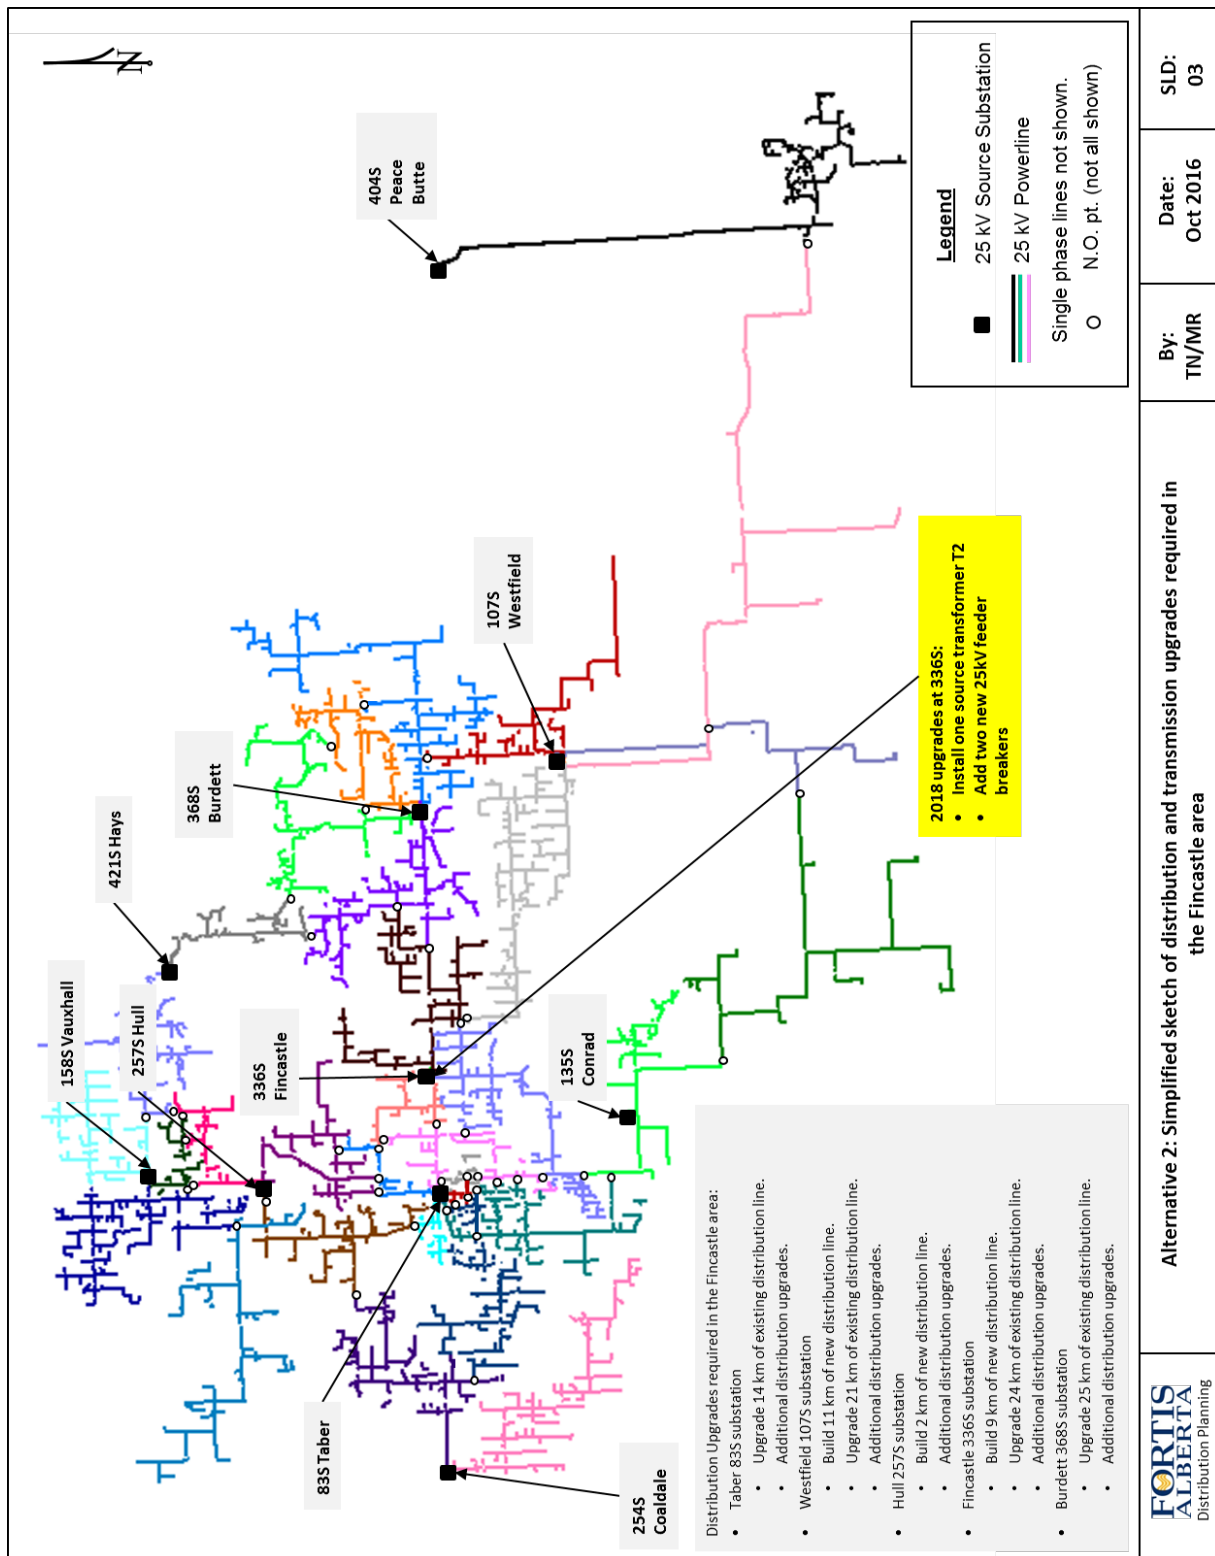 N
404S
Peace
Butte
421S Hays
368S
Burdett
107S
Westfield
158S Vauxhall
257S Hull
336S
Fincastle
135S
Conrad
83S Taber
254S
Coaldale
2018 upgrades at 336S:
• Install one source transformer T2
• Add two new 25kV feeder
breakers
Legend
25 kV Source Substation
25 kV Powerline
Single phase lines not shown.
N.O. pt. (not all shown)
Distribution Upgrades required in the Fincastle area:
• Taber 83S substation
• Upgrade 14 km of existing distribution line.
• Additional distribution upgrades.
• Westfield 107S substation
• Build 11 km of new distribution line.
• Upgrade 21 km of existing distribution line.
• Additional distribution upgrades.
• Hull 257S substation
• Build 2 km of new distribution line.
• Additional distribution upgrades.
• Fincastle 336S substation
• Build 9 km of new distribution line.
• Upgrade 24 km of existing distribution line.
• Additional distribution upgrades.
• Burdett 368S substation
• Upgrade 25 km of existing distribution line.
• Additional distribution upgrades.
FORTIS
ALBERTA
Distribution Planning
Alternative 2: Simplified sketch of distribution and transmission upgrades required in
the Fincastle area
By:
TN/MR
Date:
Oct 2016
SLD:
03